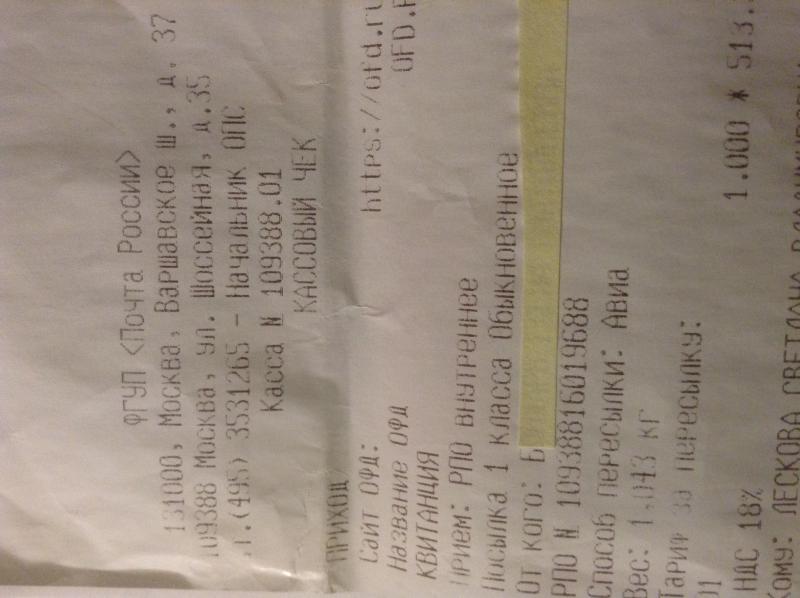 ФГУП <Почта России>
131000, Москва, Варшавское ш., д. 37
109388 Москва, ул. Шоссейная, д.35
.(495) 3531265 - Начальник ОПС
Касса № 109388.01
КАССОВЫЙ ЧЕК
ПРИХОД
Сайт ОФД: https://ofd.ru
Название ОФД OFD.
КВИТАНЦИЯ
Прием: РПО внутреннее
Посылка 1 класса Обыкновенное
От кого: Б
РПО № 10938816019688
Способ пересылки: Авиа
Вес: 1,043 кг
Тариф за пересылку:
01 1.000 * 513.
НДС 18%
Кому: ЛЕСКОВА СВЕТЛАНА